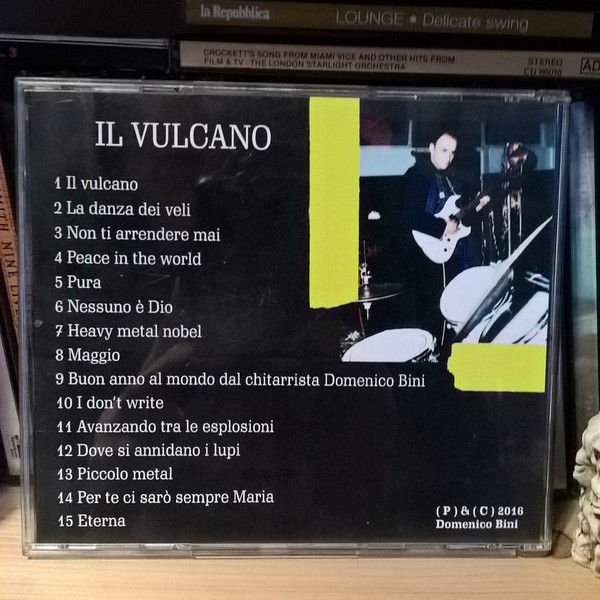 la Repubblica
LOUNGE • Delicate swing
CROCKETT'S SONG FROM MIAMI VICE AND OTHER HITS FROM
FILM & TV - THE LONDON STARLIGHT ORCHESTRA
STEREO
CD 86016
AD
3
IL VULCANO
1 Il vulcano
2 La danza dei veli
3 Non ti arrendere mai
4 Peace in the world
5 Pura
6 Nessuno è Dio
7 Heavy metal nobel
8 Maggio
9 Buon anno al mondo dal chitarrista Domenico Bini
10 I don't write
11 Avanzando tra le esplosioni
12 Dove si annidano i lupi
13 Piccolo metal
14 Per te ci sarò sempre Maria
15 Eterna
( P ) & ( C ) 2016
Domenico Bini